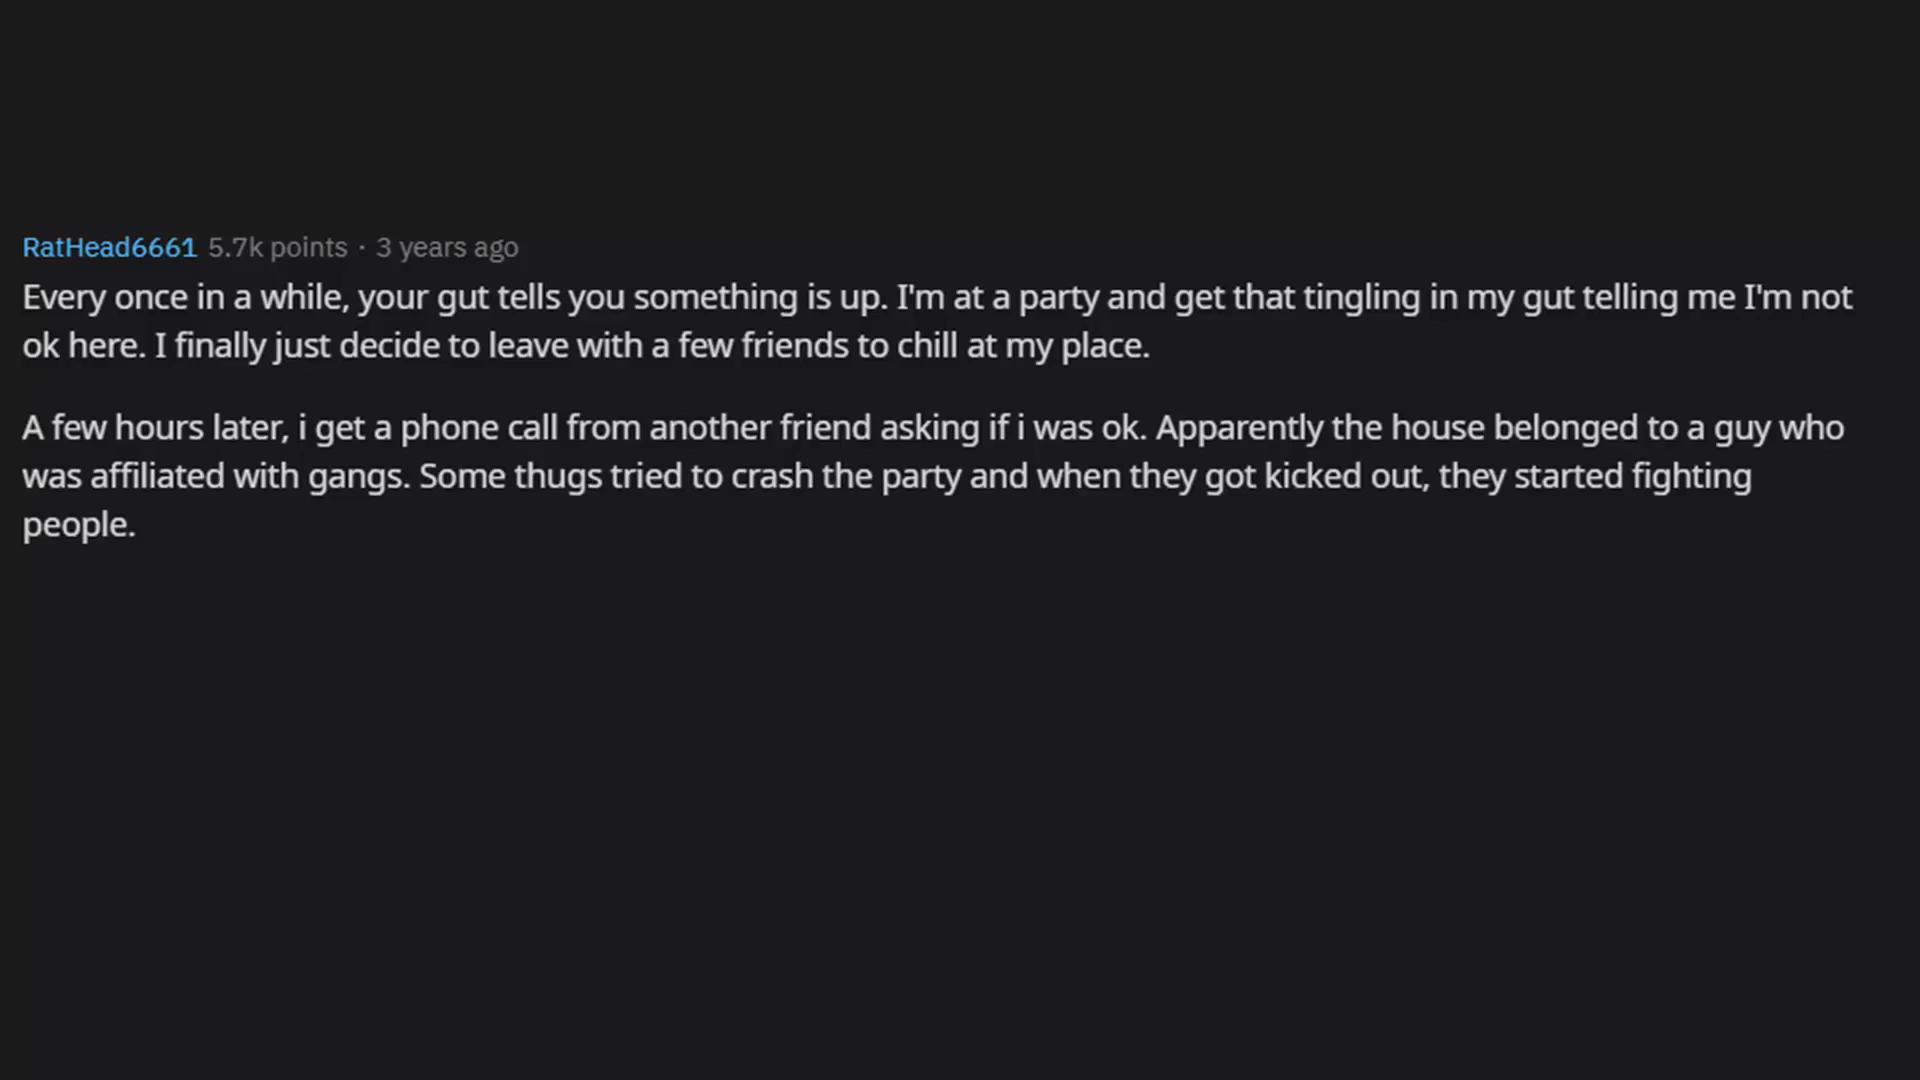 RatHead6661 5.7k points · 3 years ago
Every once in a while, your gut tells you something is up. I'm at a party and get that tingling in my gut telling me I'm not
ok here. I finally just decide to leave with a few friends to chill at my place.
A few hours later, i get a phone call from another friend asking if i was ok. Apparently the house belonged to a guy who
was affiliated with gangs. Some thugs tried to crash the party and when they got kicked out, they started fighting
people.